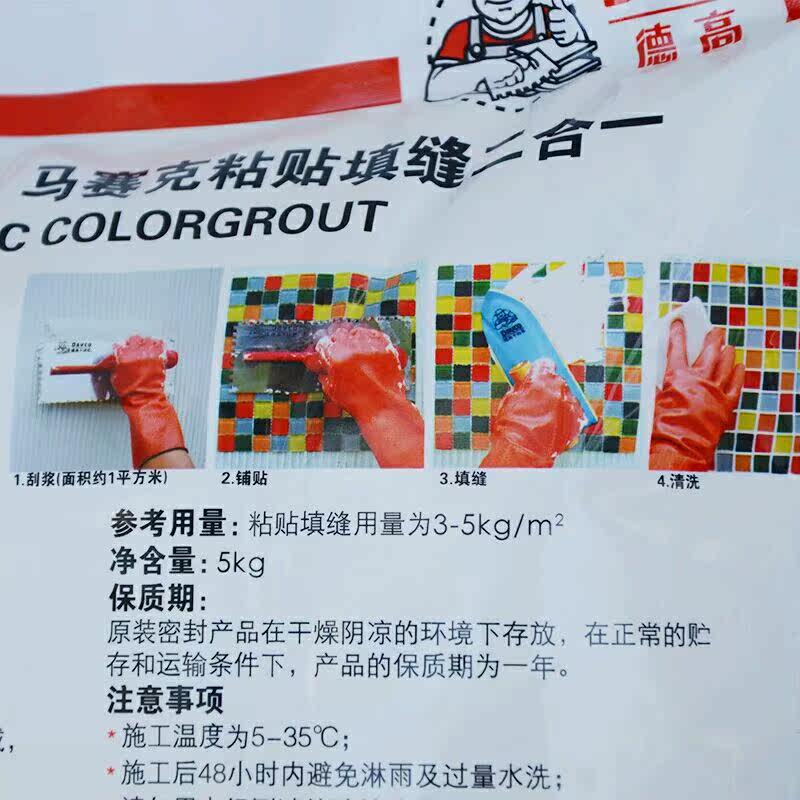 德高
马赛克粘贴填缝二合一
C COLORGROUT
DAVCO
1.刮浆(面积约1平方米)
2.铺贴
3.填缝
4.清洗
参考用量：粘贴填缝用量为3-5kg/m²
净含量：5kg
保质期：
原装密封产品在干燥阴凉的环境下存放，在正常的贮
存和运输条件下，产品的保质期为一年。
注意事项
*施工温度为5-35℃；
*施工后48小时内避免淋雨及过量水洗；